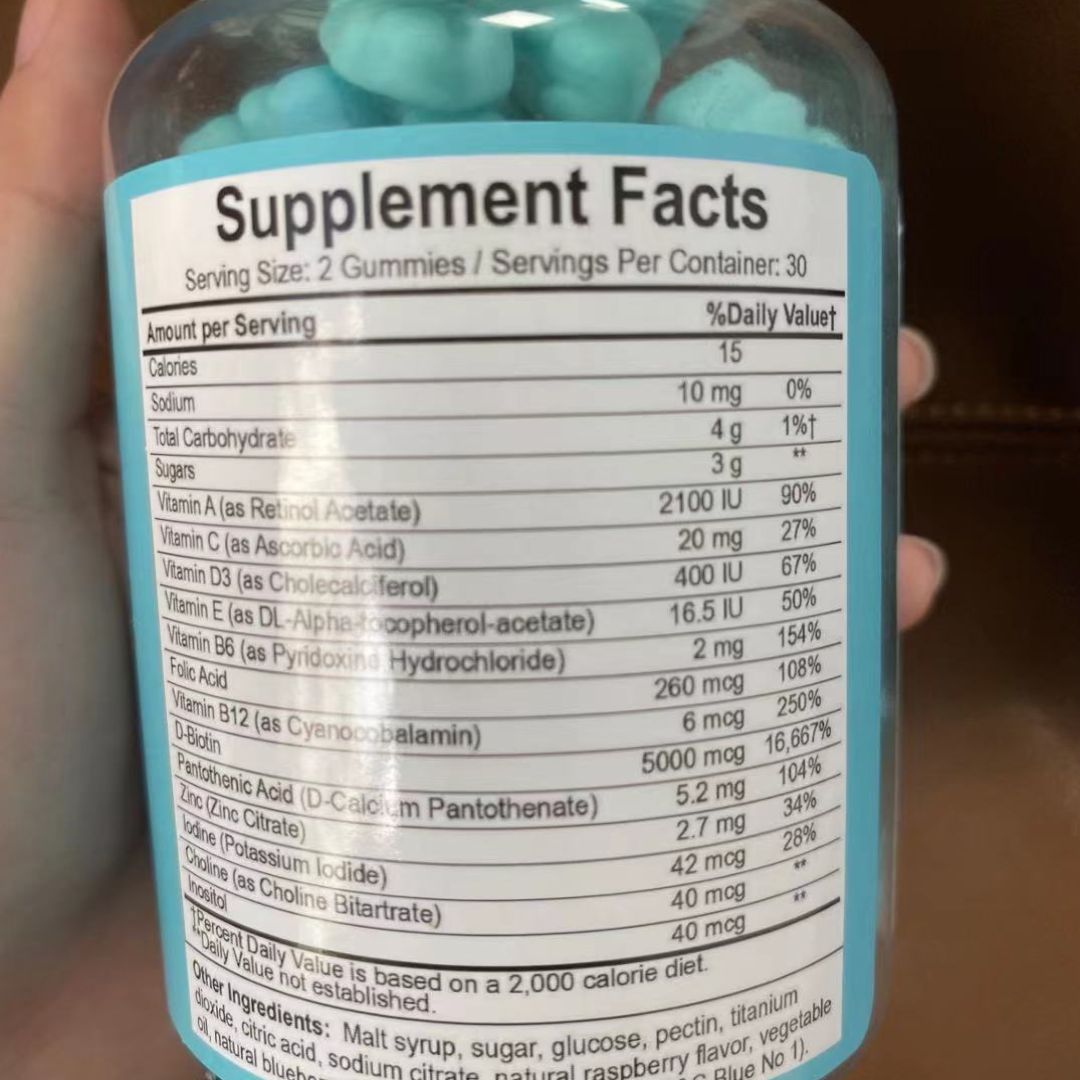 Supplement Facts
Serving Size: 2 Gummies / Servings Per Container: 30
Amount per Serving %Daily Value†
Calories 15
Sodium 10 mg 0%
Total Carbohydrate 4 g 1%†
Sugars 3 g **
Vitamin A (as Retinol Acetate) 2100 IU 90%
Vitamin C (as Ascorbic Acid) 20 mg 27%
Vitamin D3 (as Cholecalciferol) 400 IU 67%
Vitamin E (as DL-Alpha-tocopherol-acetate) 16.5 IU 50%
Vitamin B6 (as Pyridoxine Hydrochloride) 2 mg 154%
Folic Acid 260 mcg 108%
Vitamin B12 (as Cyanocobalamin) 6 mcg 250%
D-Biotin 5000 mcg 16,667%
Pantothenic Acid (D-Calcium Pantothenate) 5.2 mg 104%
Zinc (Zinc Citrate) 2.7 mg 34%
Iodine (Potassium Iodide) 42 mcg 28%
Choline (as Choline Bitartrate) 40 mcg **
Inositol 40 mcg **
†Percent Daily Value is based on a 2,000 calorie diet.
**Daily Value not established.
Other Ingredients: Malt syrup, sugar, glucose, pectin, titanium
dioxide, citric acid, sodium citrate, natural raspberry flavor, vegetable
oil, natural Blue No 1).